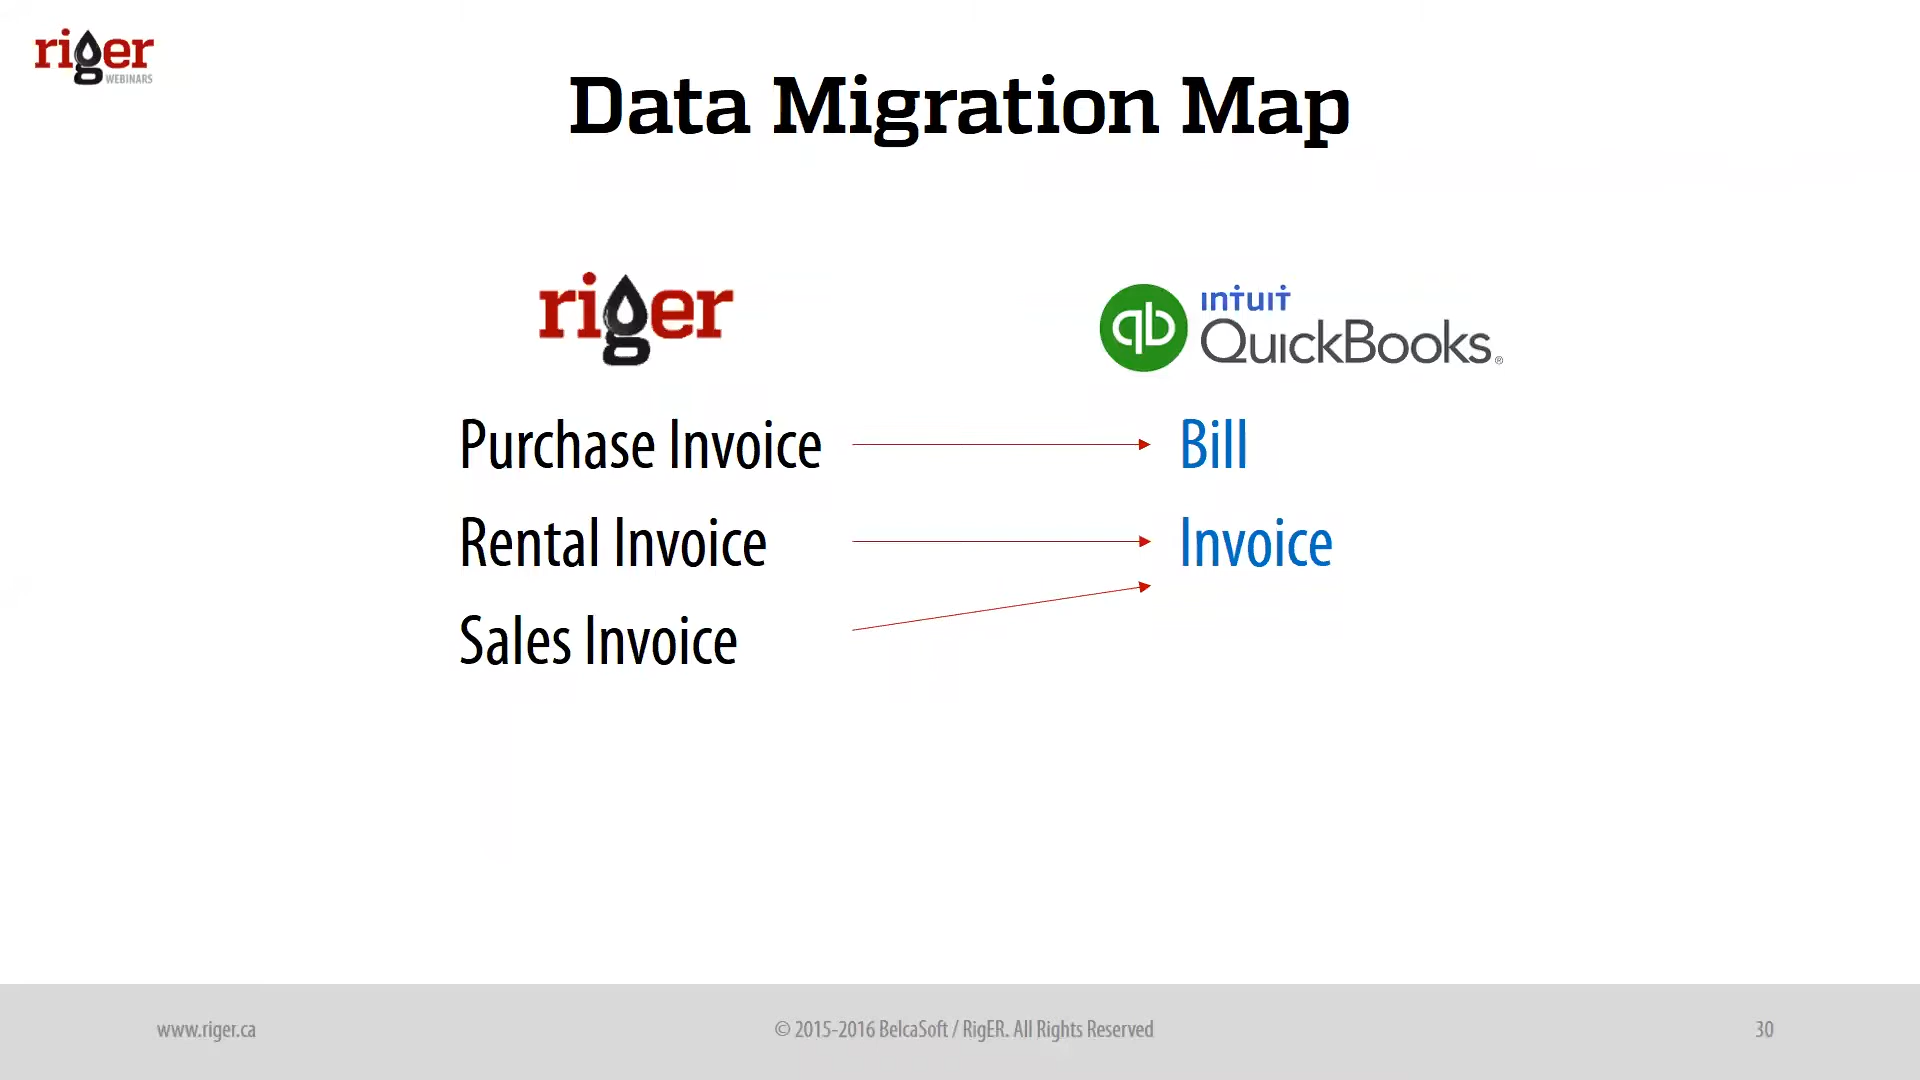 riger
WEBINARS
Data Migration Map
riger
intuit
qb QuickBooks®
Purchase Invoice Bill
Rental Invoice Invoice
Sales Invoice
www.riger.ca © 2015-2016 BelcaSoft / RigER. All Rights Reserved 30